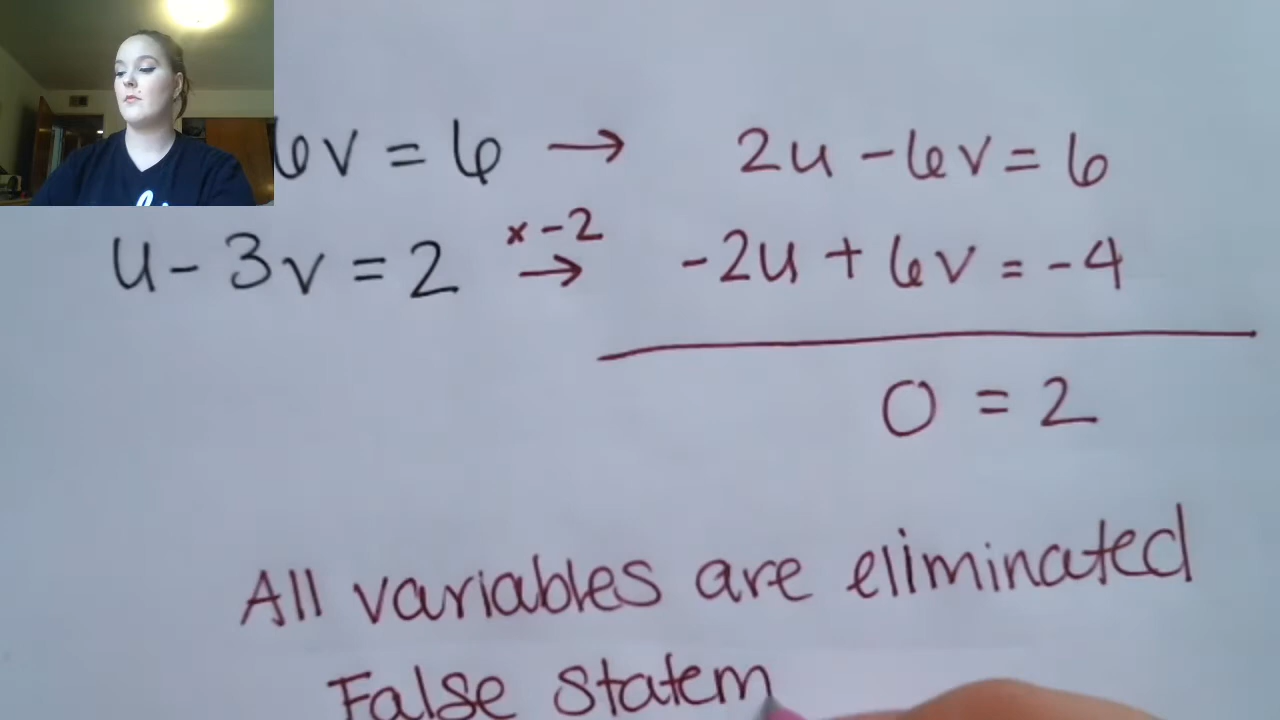 6v = 6 → 2u - 6v = 6
u - 3v = 2 x - 2 → - 2u + 6v = - 4
0 = 2
All variables are eliminated
False Statem